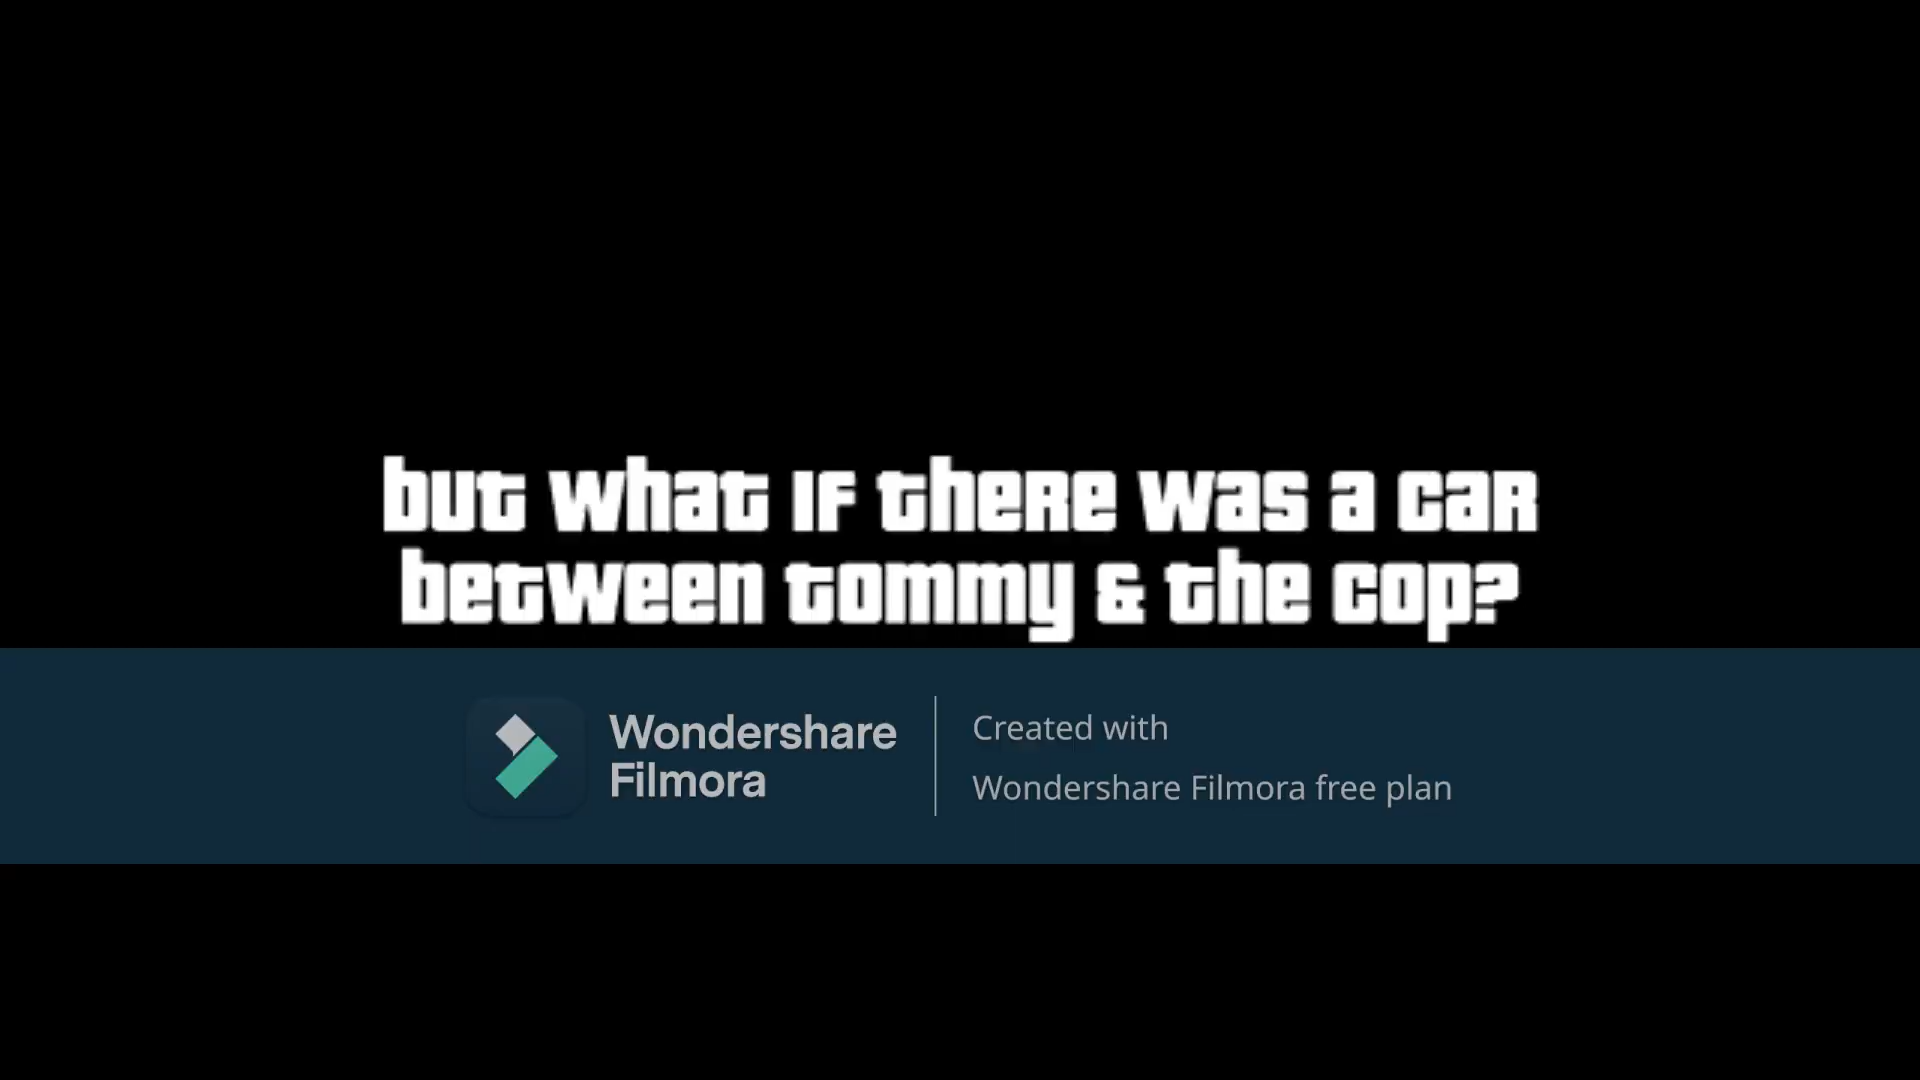 but what if there was a car
between tommy & the cop?
Wondershare
Filmora
Created with
Wondershare Filmora free plan